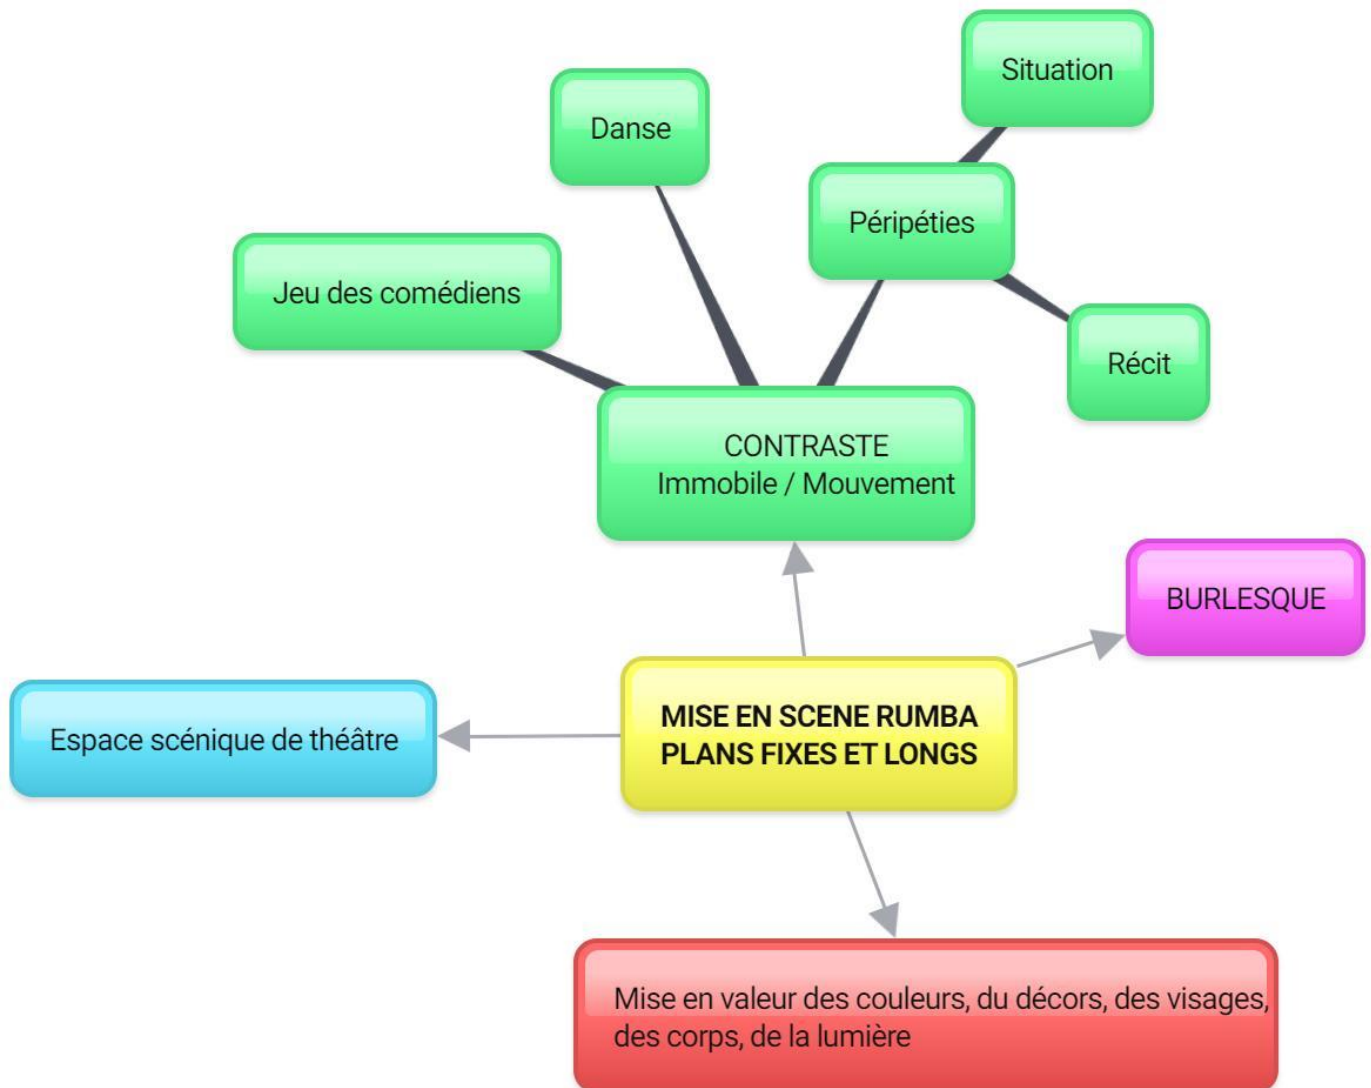 Situation
Danse
Péripéties
Jeu des comédiens
Récit
CONTRASTE
Immobile / Mouvement
BURLESQUE
MISE EN SCENE RUMBA
PLANS FIXES ET LONGS
Espace scénique de théâtre
Mise en valeur des couleurs, du décors, des visages,
des corps, de la lumière